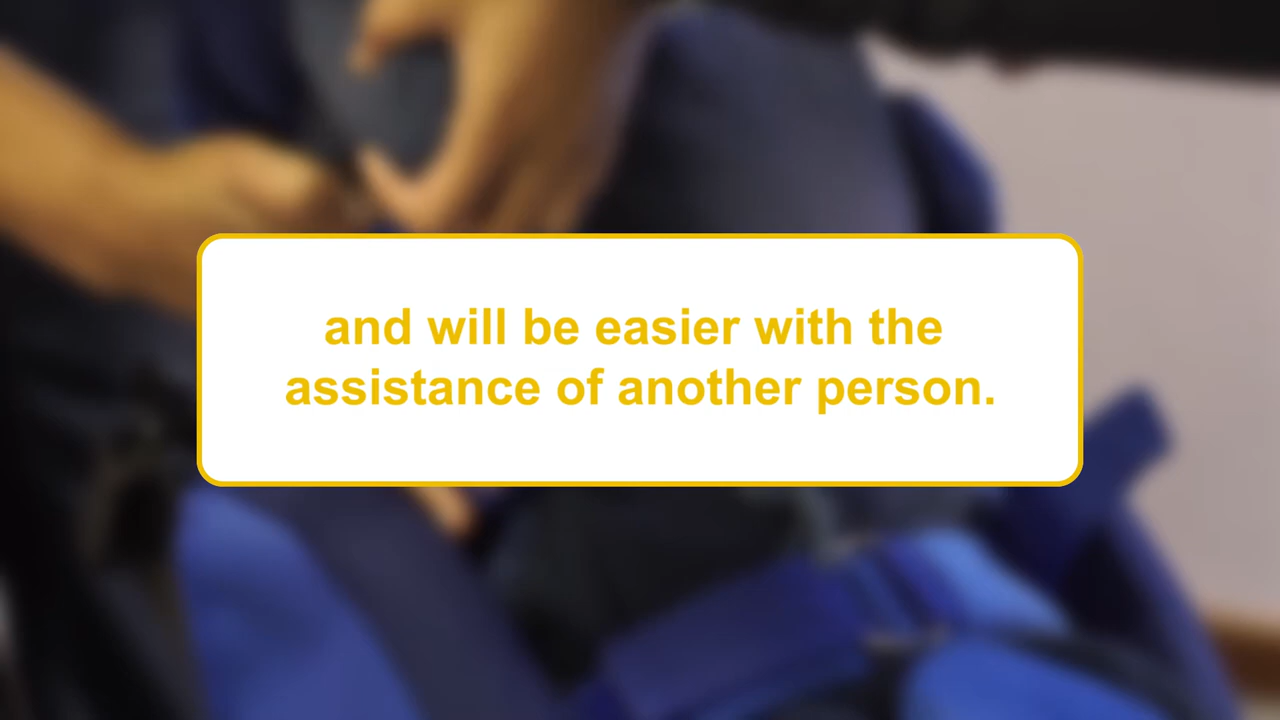 and will be easier with the
assistance of another person.